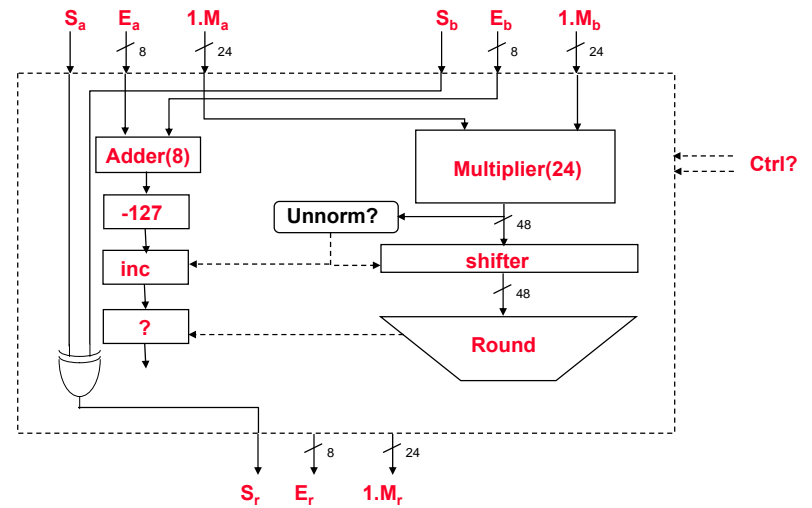 Sa Ea 1.Ma Sb Eb 1.Mb
8 24 8 24
Adder(8)
Multiplier(24)
Ctrl?
-127
Unnorm?
48
inc
shifter
48
?
Round
8 24
Sr Er 1.Mr